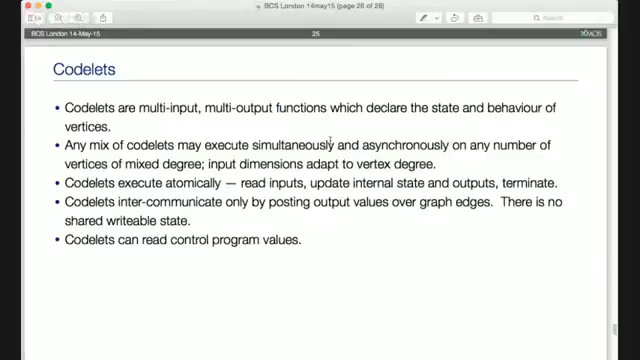 BCS London 14may15 (page 26 of 28)
Search
BCS London 14-May-15
25
XMOS
Codelets
• Codelets are multi-input, multi-output functions which declare the state and behaviour of
vertices.
• Any mix of codelets may execute simultaneously and asynchronously on any number of
vertices of mixed degree; input dimensions adapt to vertex degree.
• Codelets execute atomically — read inputs, update internal state and outputs, terminate.
• Codelets inter-communicate only by posting output values over graph edges. There is no
shared writeable state.
• Codelets can read control program values.